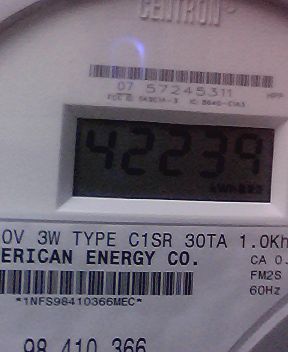 CENTRON
07 57245311
42239
0V 3W TYPE C1SR 30TA 1.0Kh
ERICAN ENERGY CO.
CA 0.
FM2S
60Hz
*1NFS98410366MEC*
98 410 366